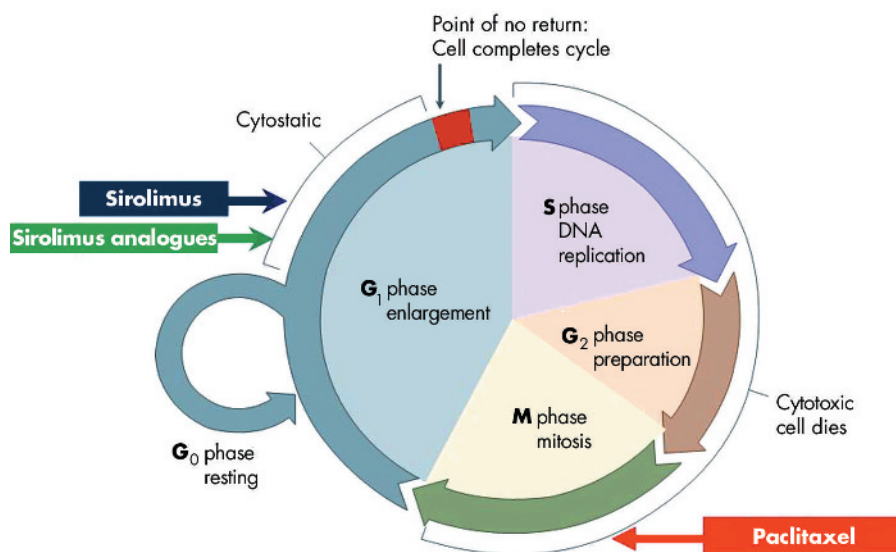 Point of no return:
Cell completes cycle
Cytostatic
Sirolimus
Sirolimus analogues
S phase
DNA
replication
G₁ phase
enlargement
G₂ phase
preparation
M phase
mitosis
Cytotoxic
cell dies
G₀ phase
resting
Paclitaxel